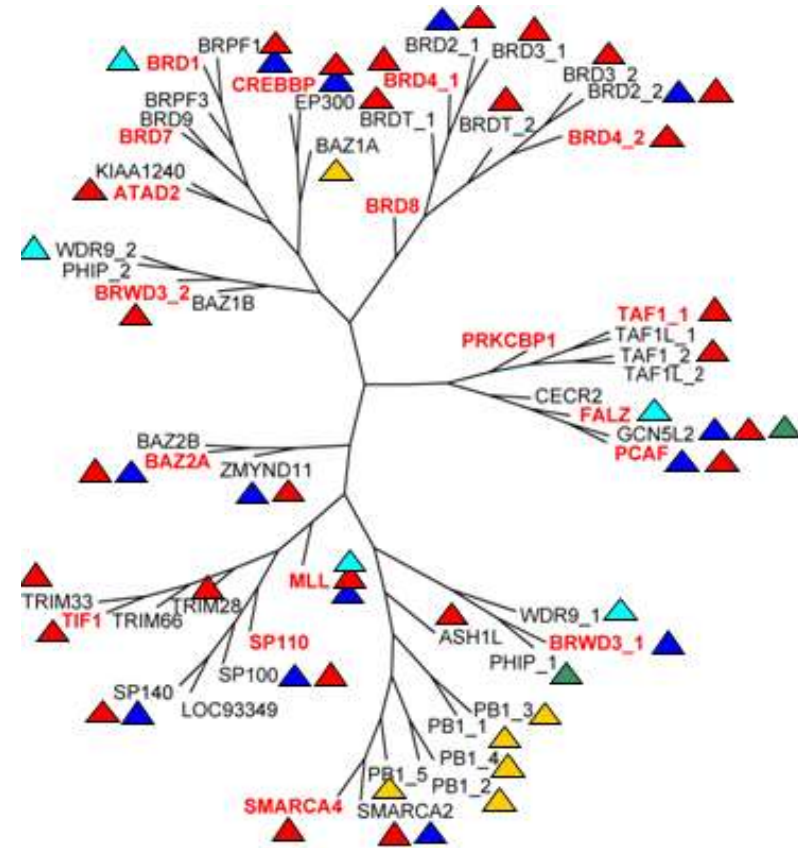 BRPF1
BRD1
CREBBP
EP300
BRPF3
BRD9
BRD7
BAZ1A
KIAA1240
ATAD2
BRD2_1
BRD3_1
BRD4_1
BRDT_1
BRD3_2
BRD2_2
BRDT_2
BRD4_2
BRD8
WDR9_2
PHIP_2
BRWD3_2
BAZ1B
TAF1_1
PRKCBP1
TAF1L_1
TAF1_2
TAF1L_2
CECR2
FALZ
GCN5L2
PCAF
BAZ2B
BAZ2A
ZMYND11
MLL
TRIM33
TIF1
TRIM66
TRIM28
SP110
SP100
SP140
LOC93349
WDR9_1
ASH1L
BRWD3_1
PHIP_1
PB1_3
PB1_1
PB1_4
PB1_5
PB1_2
SMARCA4
SMARCA2